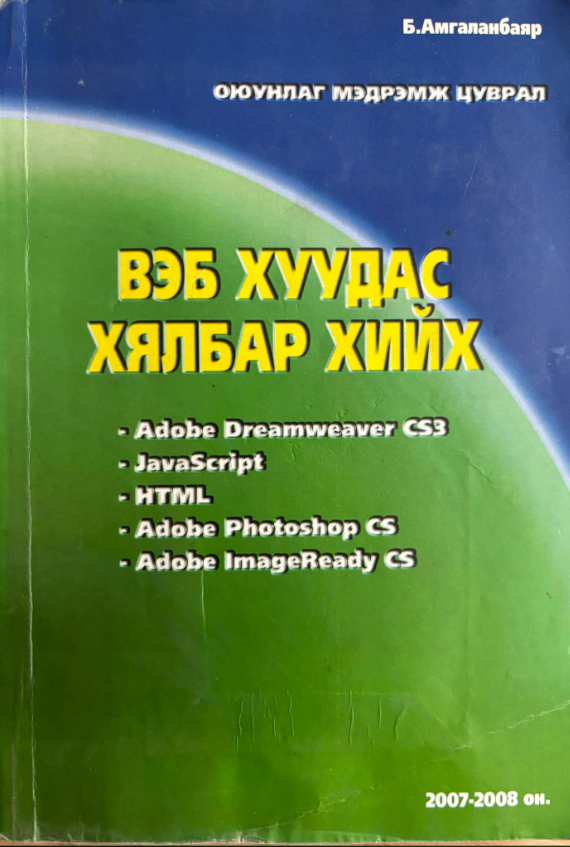 Б.Амгаланбаяр
ОЮУНЛАГ МЭДРЭМЖ ЦУВРАЛ
ВЭБ ХУУДАС
ХЯЛБАР ХИЙХ
- Adobe Dreamweaver CS3
- JavaScript
- HTML
- Adobe Photoshop CS
- Adobe ImageReady CS
2007-2008 он.